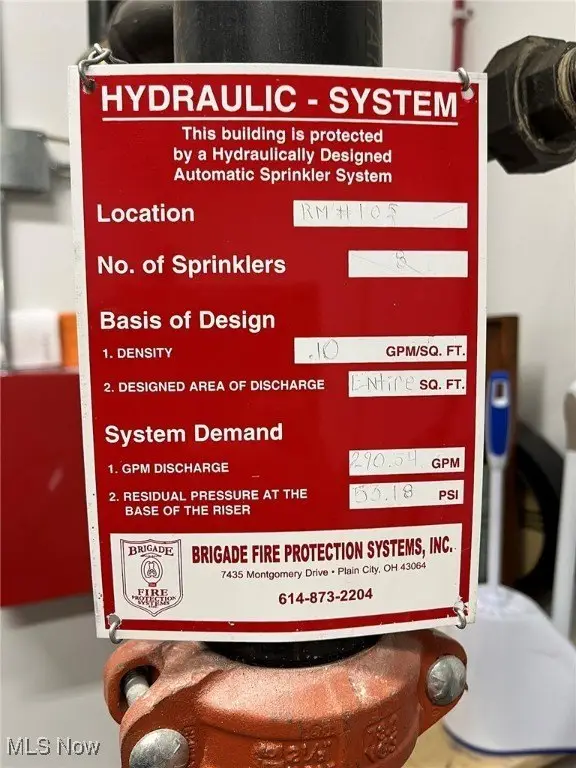 HYDRAULIC - SYSTEM
This building is protected
by a Hydraulically Designed
Automatic Sprinkler System
Location RM#105
No. of Sprinklers 8
Basis of Design
1. DENSITY .10 GPM/SQ. FT.
2. DESIGNED AREA OF DISCHARGE Entire SQ. FT.
System Demand
1. GPM DISCHARGE 290.54 GPM
2. RESIDUAL PRESSURE AT THE
BASE OF THE RISER PSI
BRIGADE
FIRE
PROTECTION
SYSTEMS
BRIGADE FIRE PROTECTION SYSTEMS, INC.
7435 Montgomery Drive • Plain City, OH 43064
614-873-2204
MLS Now